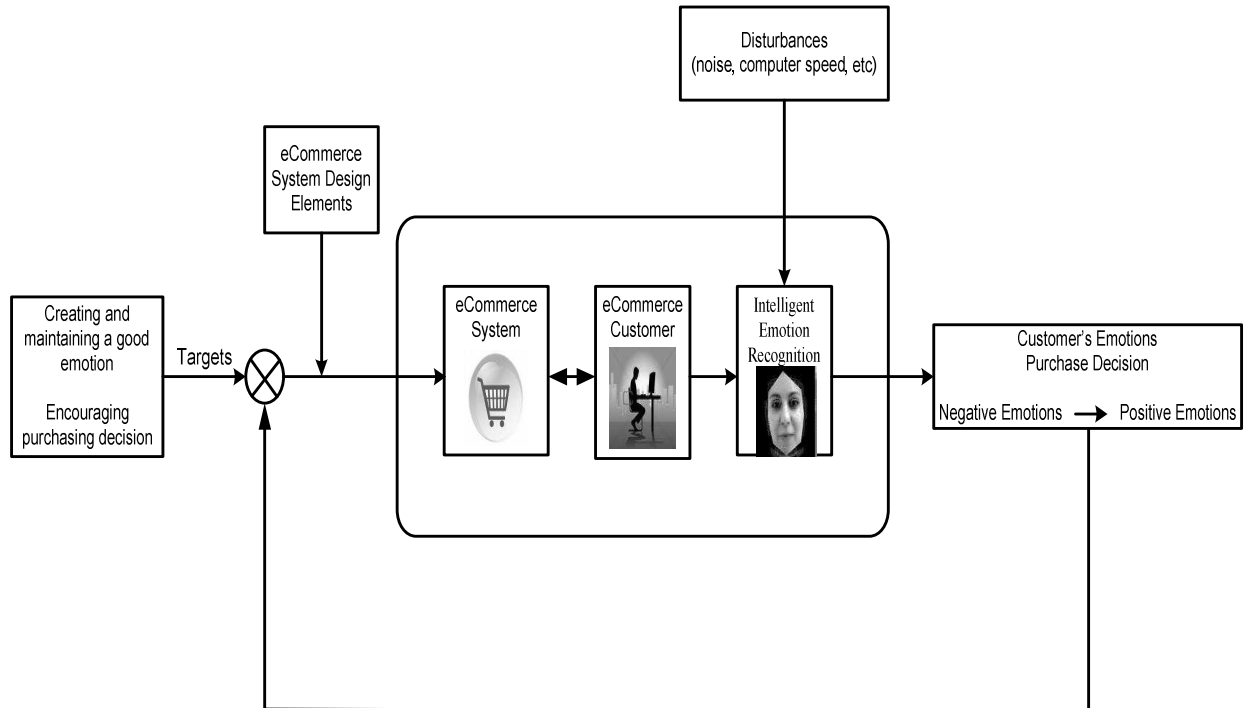 Disturbances
(noise, computer speed, etc)
eCommerce
System Design
Elements
Creating and
maintaining a good
emotion
Encouraging
purchasing decision
Targets
eCommerce
System
eCommerce
Customer
Intelligent
Emotion
Recognition
Customer’s Emotions
Purchase Decision
Negative Emotions
Positive Emotions